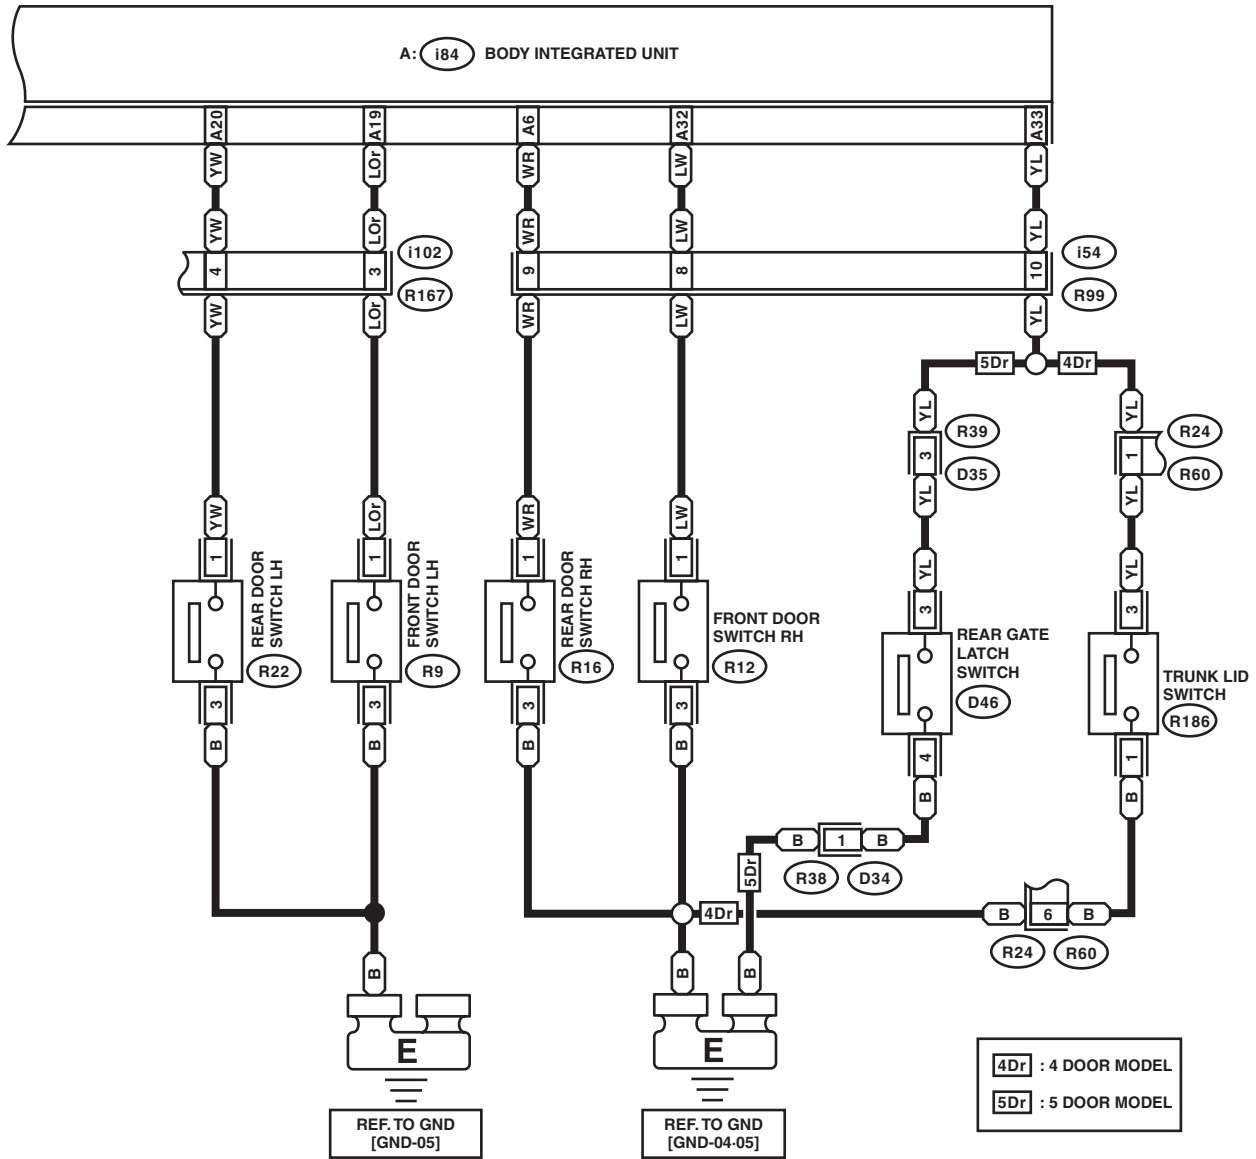 A: i84 BODY INTEGRATED UNIT
A20 A19 A6 A32 A33
YW LOr WR LW YL
YW LOr WR LW YL
4 3 i102 9 8 10 i54
R167 R99
YW LOr WR LW YL
5Dr 4Dr
YL YL
3 R39 1 R24
D35 R60
YL YL
YW LOr WR LW YL YL
1 1 1 1 3 3
REAR DOOR
SWITCH LH
R22
FRONT DOOR
SWITCH LH
R9
REAR DOOR
SWITCH RH
R16
FRONT DOOR
SWITCH RH
R12
REAR GATE
LATCH
SWITCH
D46
TRUNK LID
SWITCH
R186
3 3 3 3 4 1
B B B B B B
B 1 B
R38 D34
5Dr
4Dr
B 6 B
R24 R60
B B B
E E
REF. TO GND
[GND-05]
REF. TO GND
[GND-04·05]
4Dr : 4 DOOR MODEL
5Dr : 5 DOOR MODEL